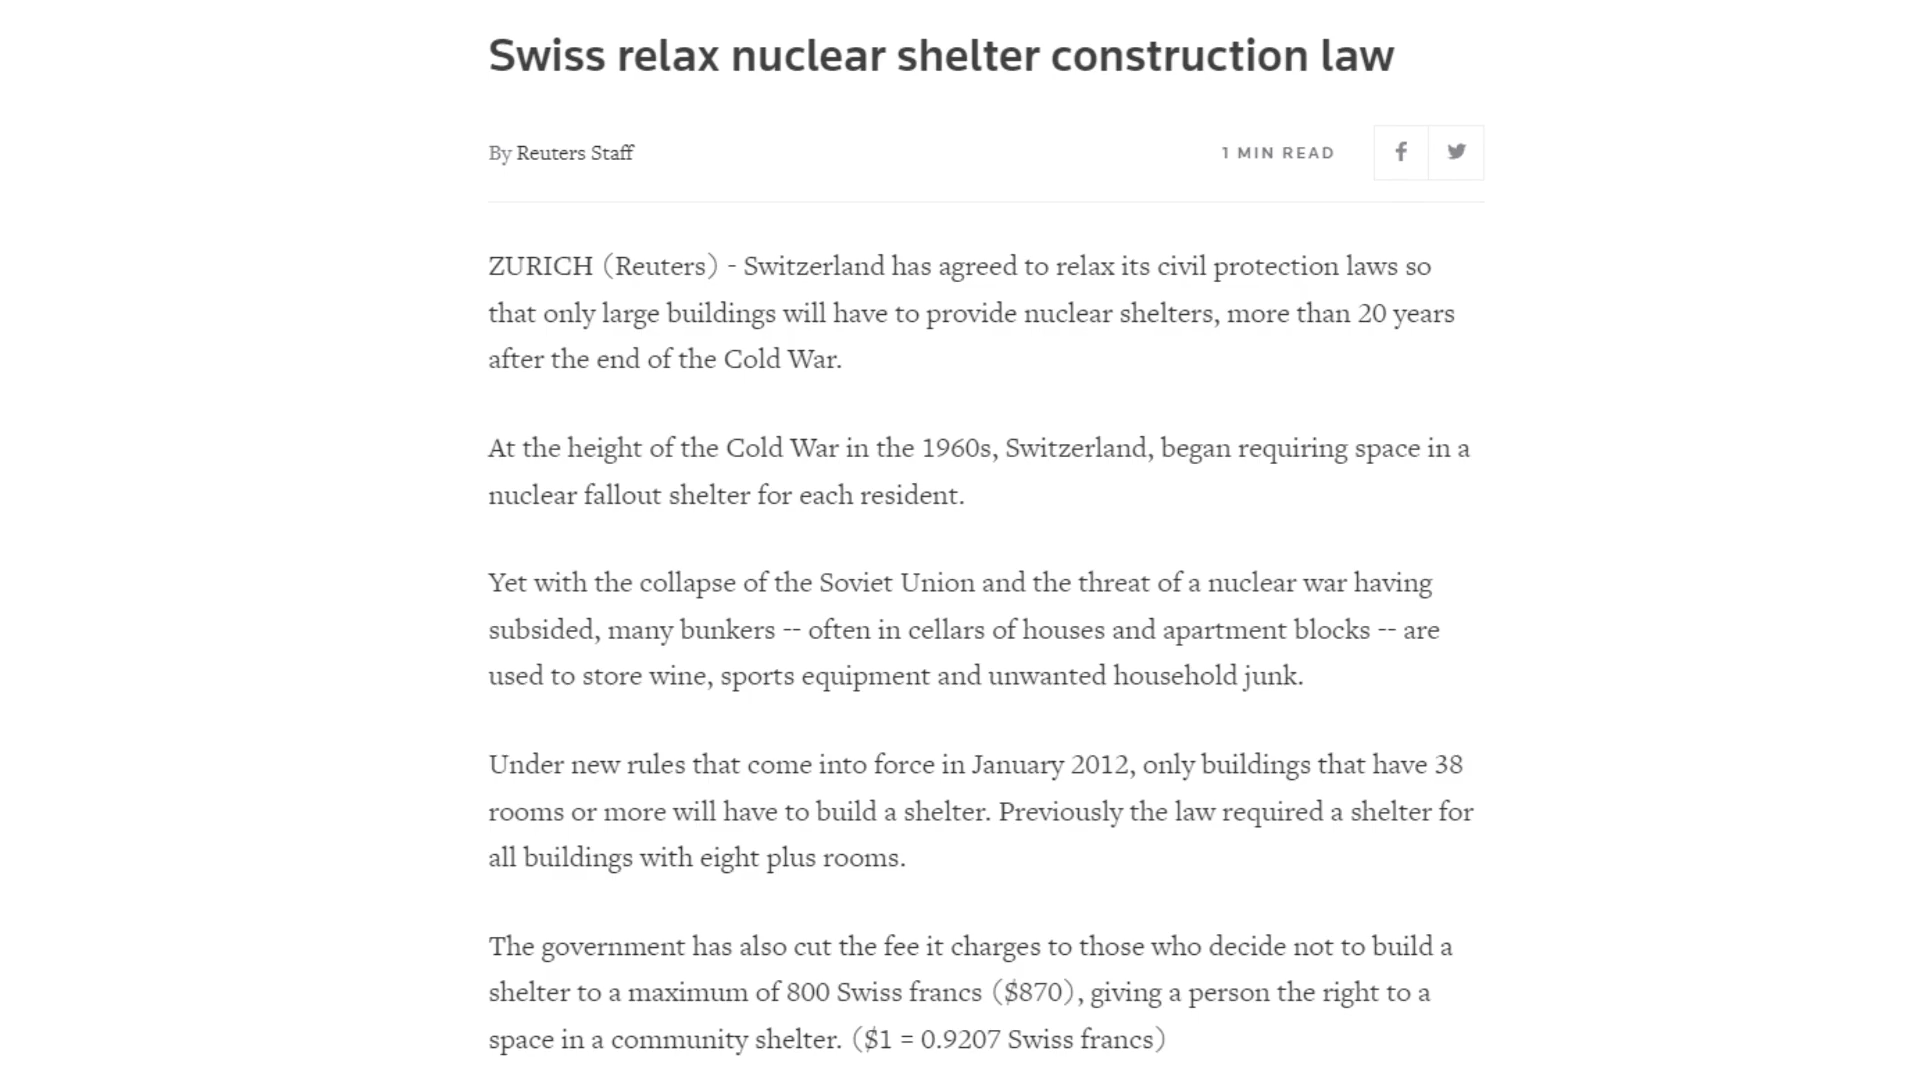 Swiss relax nuclear shelter construction law
By Reuters Staff
1 MIN READ
ZURICH (Reuters) - Switzerland has agreed to relax its civil protection laws so
that only large buildings will have to provide nuclear shelters, more than 20 years
after the end of the Cold War.
At the height of the Cold War in the 1960s, Switzerland, began requiring space in a
nuclear fallout shelter for each resident.
Yet with the collapse of the Soviet Union and the threat of a nuclear war having
subsided, many bunkers -- often in cellars of houses and apartment blocks -- are
used to store wine, sports equipment and unwanted household junk.
Under new rules that come into force in January 2012, only buildings that have 38
rooms or more will have to build a shelter. Previously the law required a shelter for
all buildings with eight plus rooms.
The government has also cut the fee it charges to those who decide not to build a
shelter to a maximum of 800 Swiss francs ($870), giving a person the right to a
space in a community shelter. ($1 = 0.9207 Swiss francs)